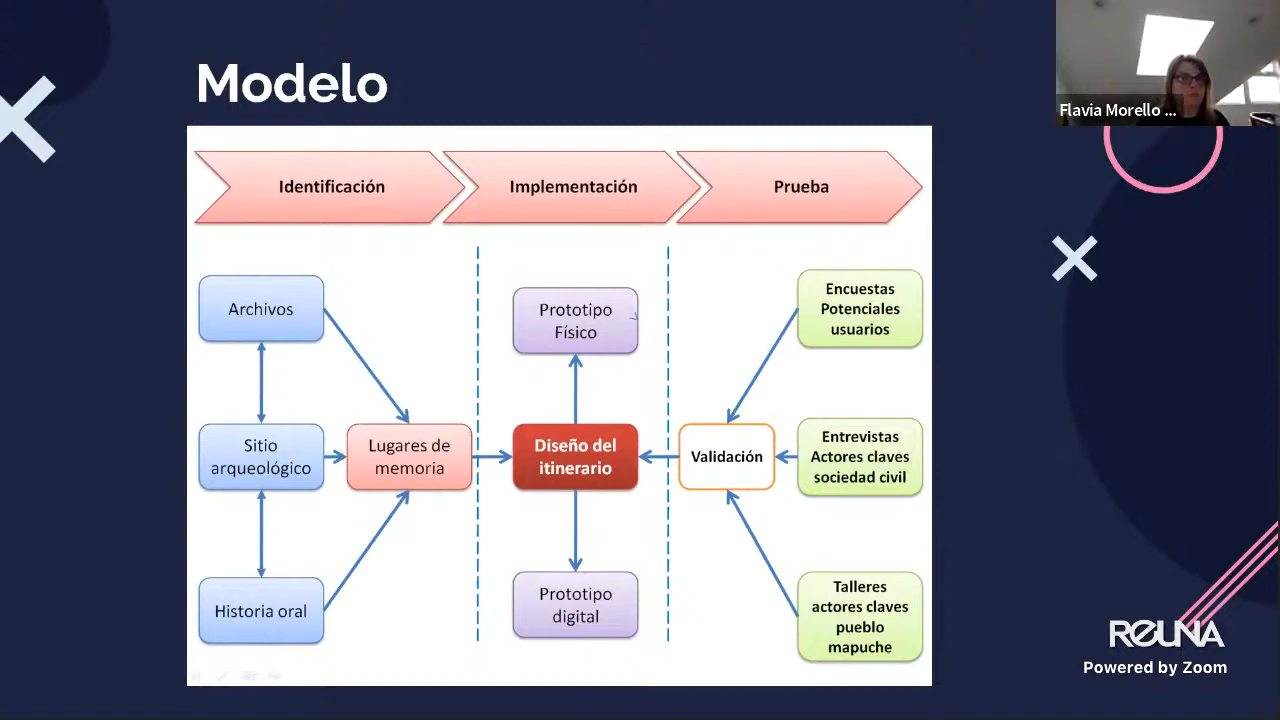 Modelo
Flavia Morello ...
Identificación
Implementación
Prueba
Archivos
Sitio
arqueológico
Historia oral
Lugares de
memoria
Prototipo
Físico
Diseño del
itinerario
Prototipo
digital
Validación
Encuestas
Potenciales
usuarios
Entrevistas
Actores claves
sociedad civil
Talleres
actores claves
pueblo
mapuche
REUNA
Powered by Zoom